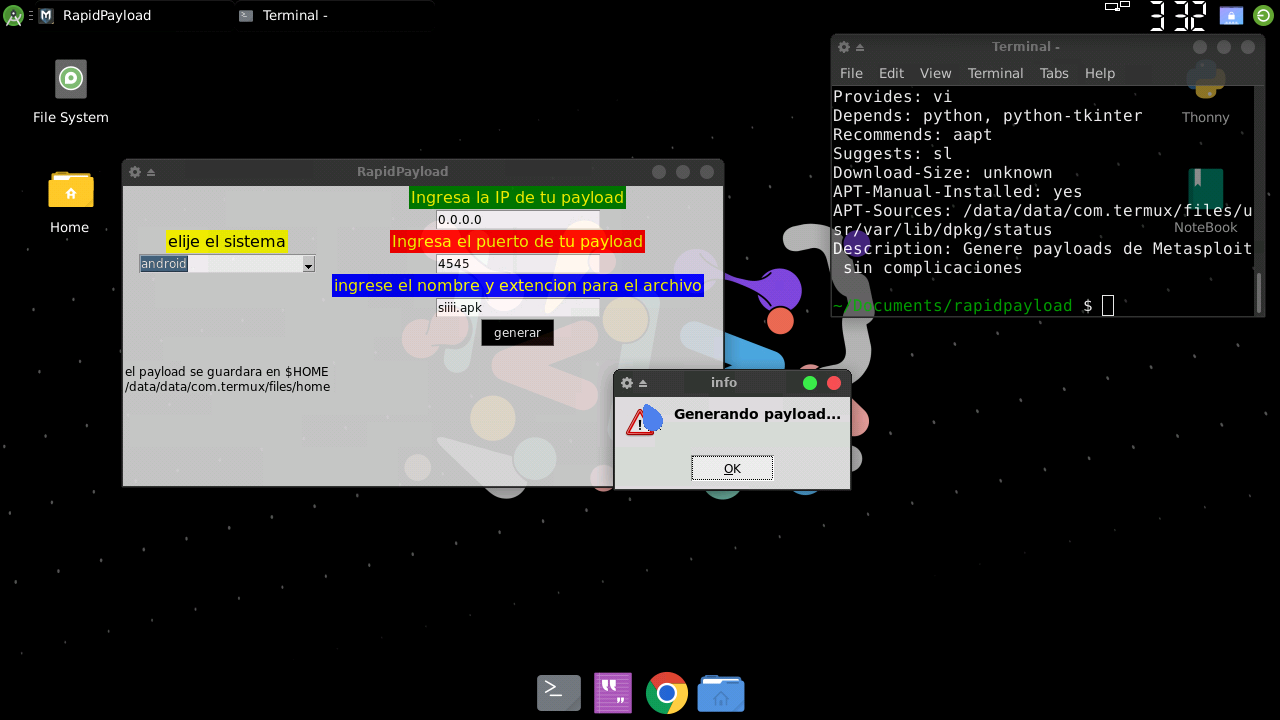 RapidPayload
Terminal -
3 32
File System
Home
Thonny
NoteBook
Terminal -
File Edit View Terminal Tabs Help
Provides: vi
Depends: python, python-tkinter
Recommends: aapt
Suggests: sl
Download-Size: unknown
APT-Manual-Installed: yes
APT-Sources: /data/data/com.termux/files/u
sr/var/lib/dpkg/status
Description: Genere payloads de Metasploit
sin complicaciones
~/Documents/rapidpayload $
RapidPayload
Ingresa la IP de tu payload
0.0.0.0
elije el sistema
Ingresa el puerto de tu payload
android
4545
ingrese el nombre y extencion para el archivo
siiii.apk
generar
el payload se guardara en $HOME
/data/data/com.termux/files/home
info
Generando payload...
OK